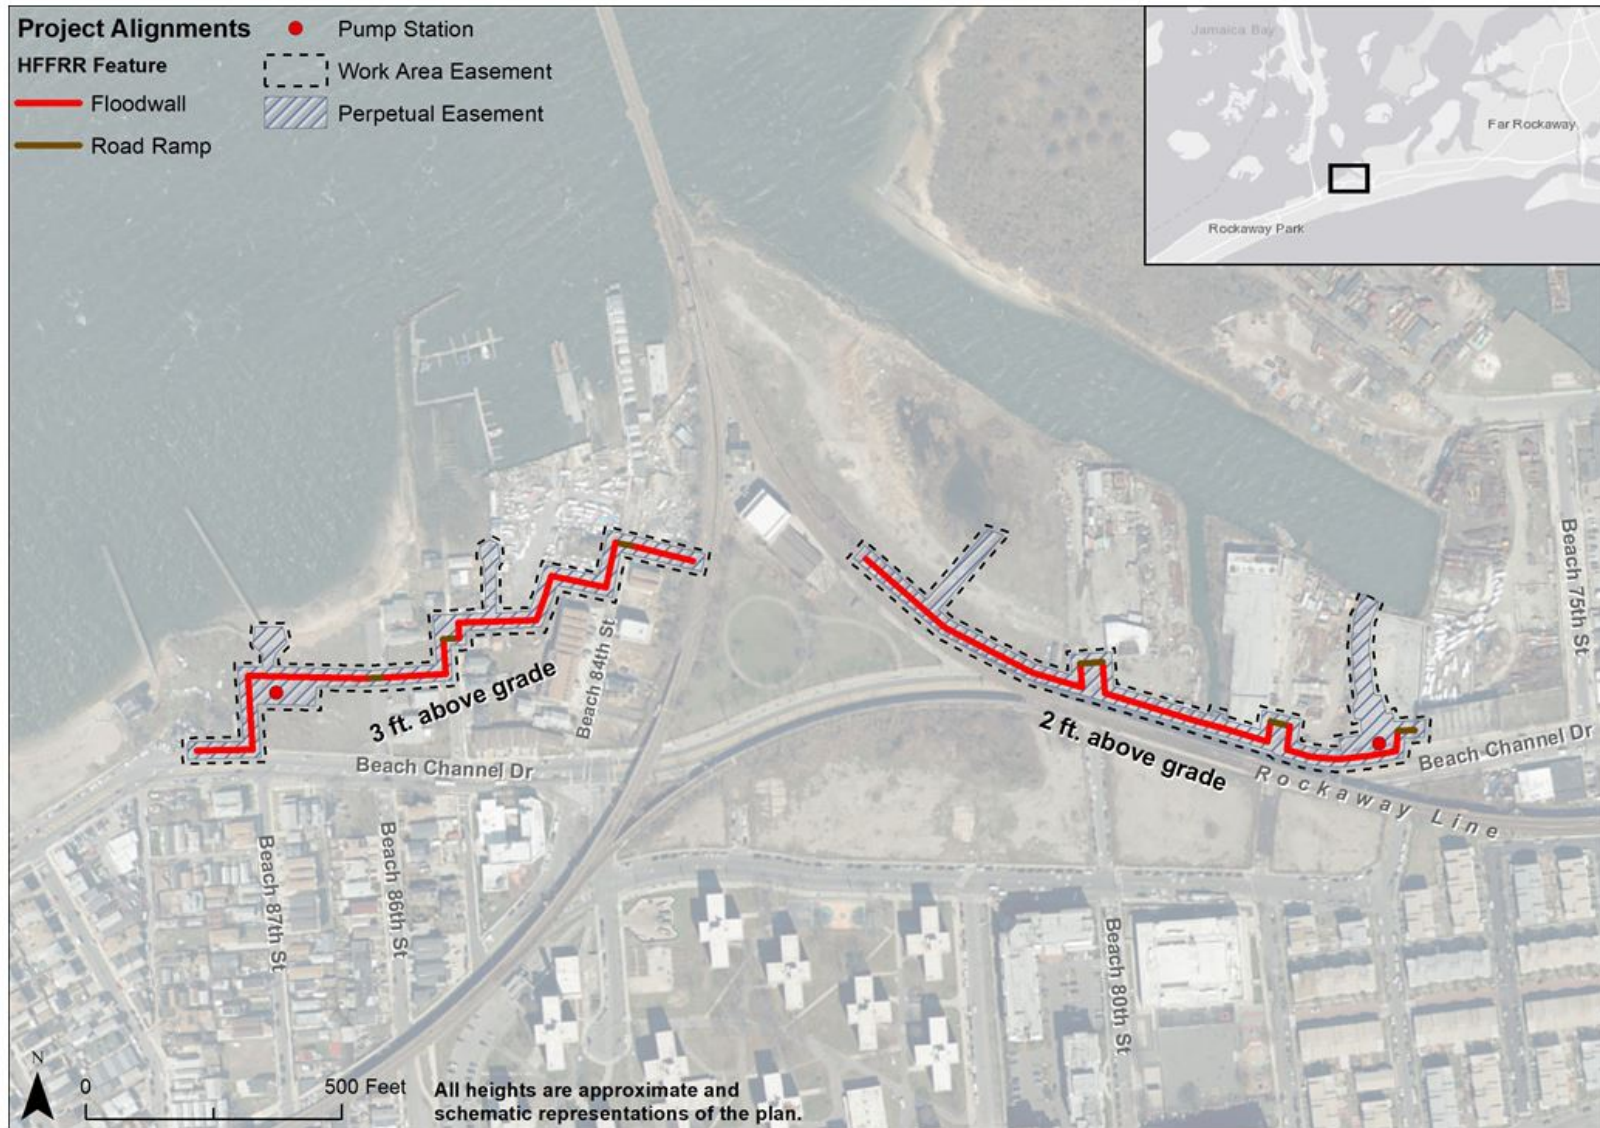 Project Alignments
HFFRR Feature
Floodwall
Road Ramp
Pump Station
Work Area Easement
Perpetual Easement
Jamaica Bay
Far Rockaway
Rockaway Park
3 ft. above grade
Beach 84th St
Beach Channel Dr
2 ft. above grade
Rockaway Line
Beach Channel Dr
Beach 75th St
Beach 87th St
Beach 86th St
Beach 80th St
N
0
500 Feet
All heights are approximate and
schematic representations of the plan.